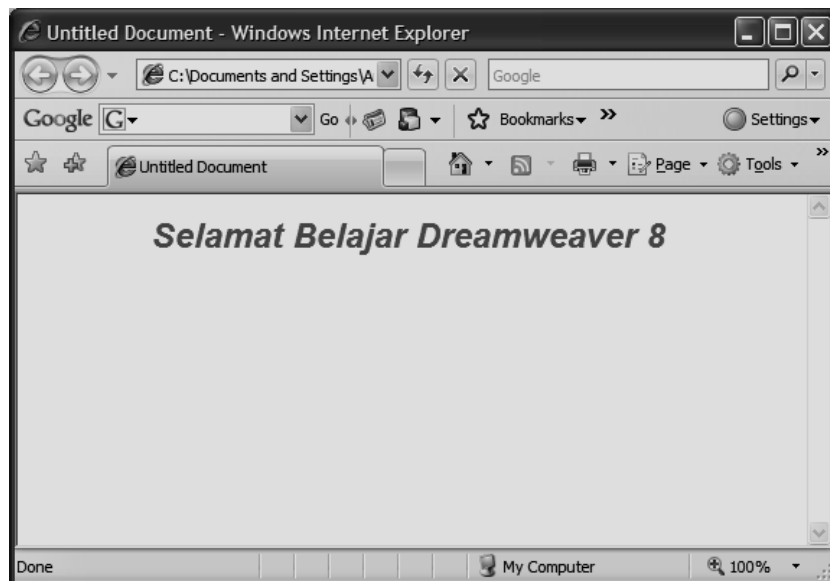 Untitled Document - Windows Internet Explorer
C:\Documents and Settings\A
Google
Google G Go Bookmarks Settings
Untitled Document Page Tools
Selamat Belajar Dreamweaver 8
Done My Computer 100%